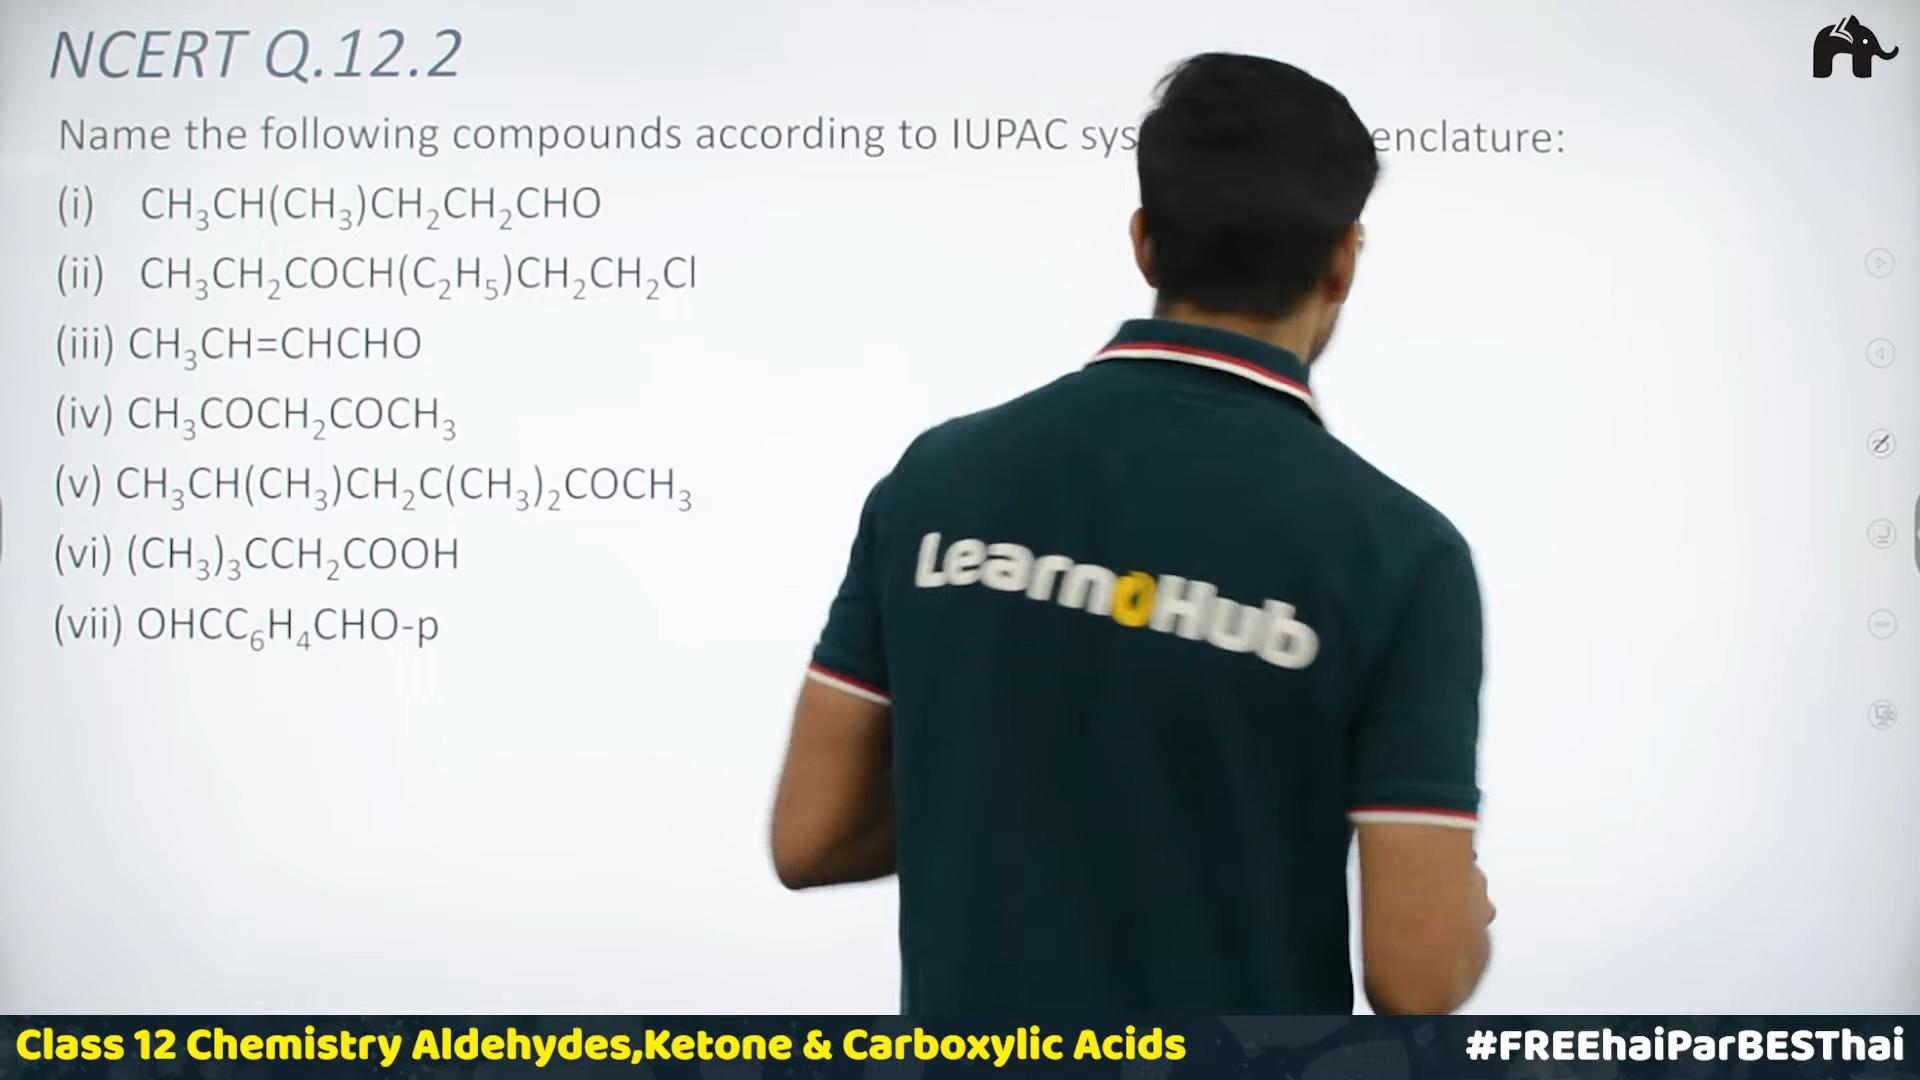 NCERT Q.12.2
Name the following compounds according to IUPAC sys enclature:
(i) CH₃CH(CH₃)CH₂CH₂CHO
(ii) CH₃CH₂COCH(C₂H₅)CH₂CH₂Cl
(iii) CH₃CH=CHCHO
(iv) CH₃COCH₂COCH₃
(v) CH₃CH(CH₃)CH₂C(CH₃)₂COCH₃
(vi) (CH₃)₃CCH₂COOH
(vii) OHCC₆H₄CHO-p
LearnoHub
Class 12 Chemistry Aldehydes,Ketone & Carboxylic Acids
#FREEhaiParBESThai